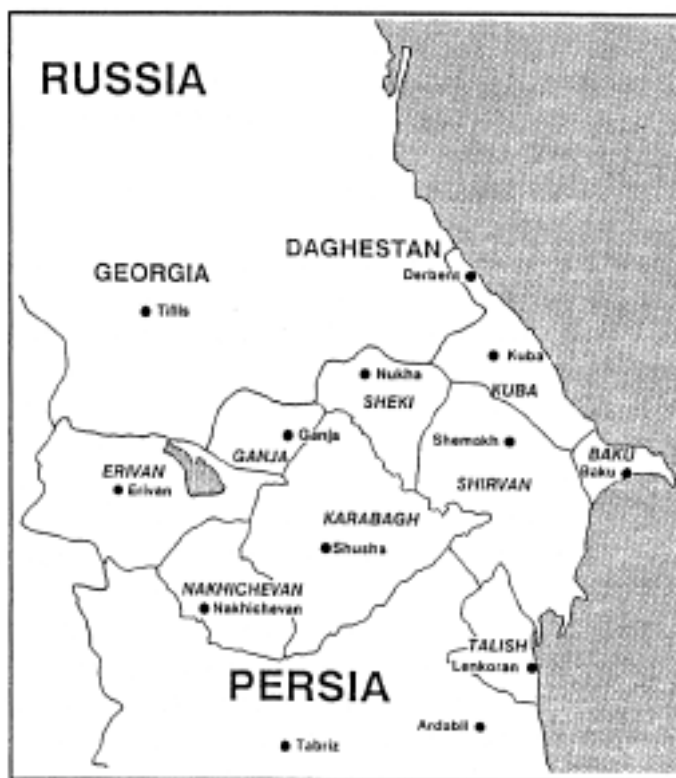 RUSSIA
DAGHESTAN
GEORGIA
Derbent
Tiflis
Kuba
Nukha
KUBA
SHEKI
Ganja
Shemakh
GANJA
BAKU
ERIVAN
Baku
Erivan
SHIRVAN
KARABAGH
Shusha
NAKHICHEVAN
Nakhichevan
TALISH
Lenkoran
PERSIA
Ardabil
Tabriz